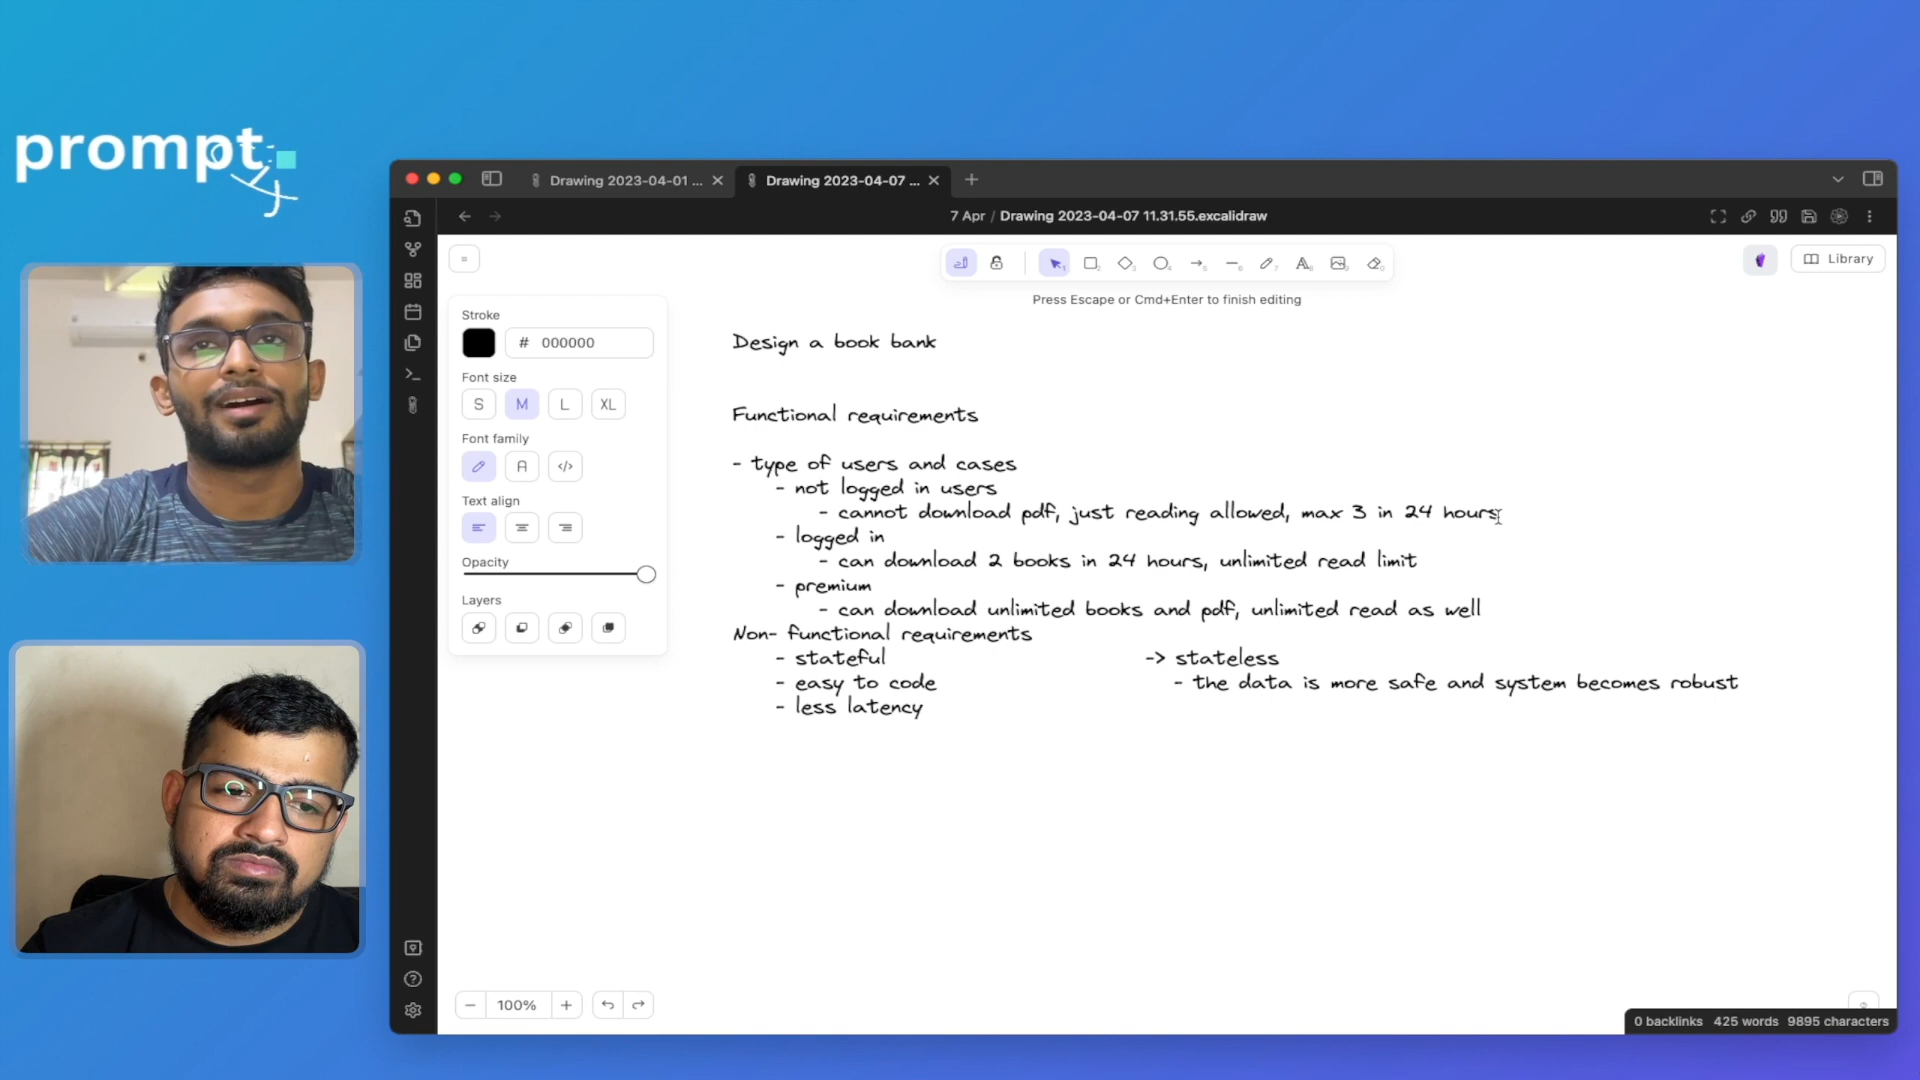 prompt.
Drawing 2023-04-01 ...
Drawing 2023-04-07 ...
7 Apr / Drawing 2023-04-07 11.31.55.excalidraw
Library
Press Escape or Cmd+Enter to finish editing
Stroke
# 000000
Font size
S M L XL
Font family
A </>
Text align
Opacity
Layers
Design a book bank
Functional requirements
- type of users and cases
- not logged in users
- cannot download pdf, just reading allowed, max 3 in 24 hours
- logged in
- can download 2 books in 24 hours, unlimited read limit
- premium
- can download unlimited books and pdf, unlimited read as well
Non- functional requirements
- stateful
-> stateless
- easy to code
- the data is more safe and system becomes robust
- less latency
100%
0 backlinks 425 words 9895 characters